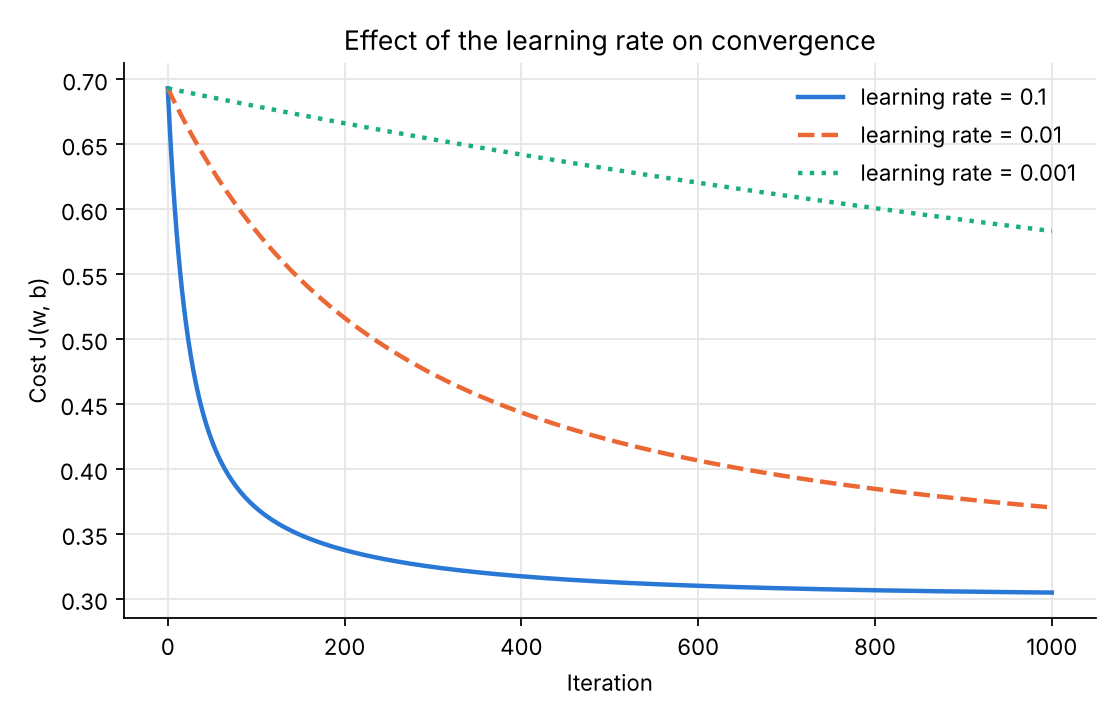 Effect of the learning rate on convergence
learning rate = 0.1
learning rate = 0.01
learning rate = 0.001
Cost J(w, b)
0.70
0.65
0.60
0.55
0.50
0.45
0.40
0.35
0.30
0 200 400 600 800 1000
Iteration